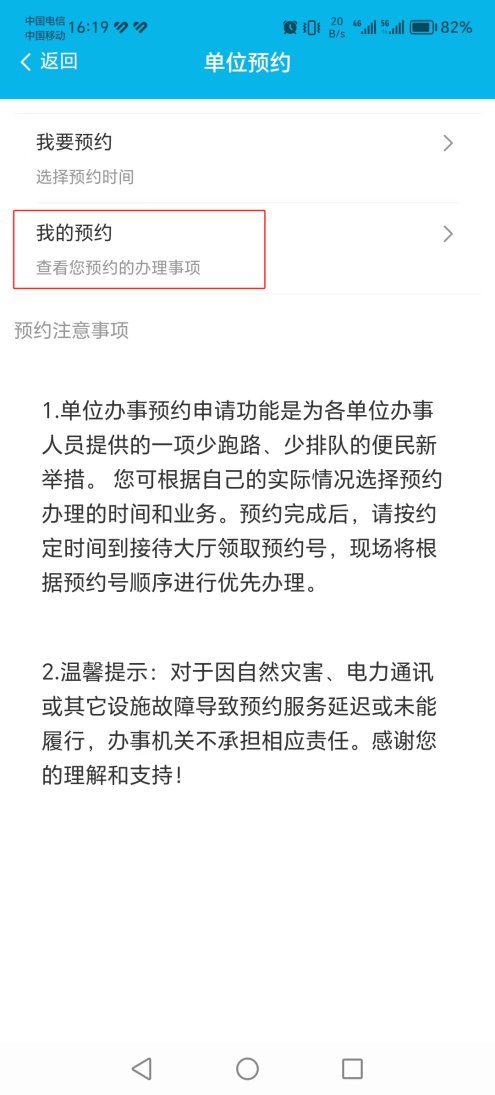 中国电信
中国移动
16:19
20
B/s
4G
5G
82%
返回
单位预约
我要预约
选择预约时间
我的预约
查看您预约的办理事项
预约注意事项
1.单位办事预约申请功能是为各单位办事
人员提供的一项少跑路、少排队的便民新
举措。 您可根据自己的实际情况选择预约
办理的时间和业务。预约完成后，请按约
定时间到接待大厅领取预约号，现场将根
据预约号顺序进行优先办理。
2.温馨提示：对于因自然灾害、电力通讯
或其它设施故障导致预约服务延迟或未能
履行，办事机关不承担相应责任。感谢您
的理解和支持！